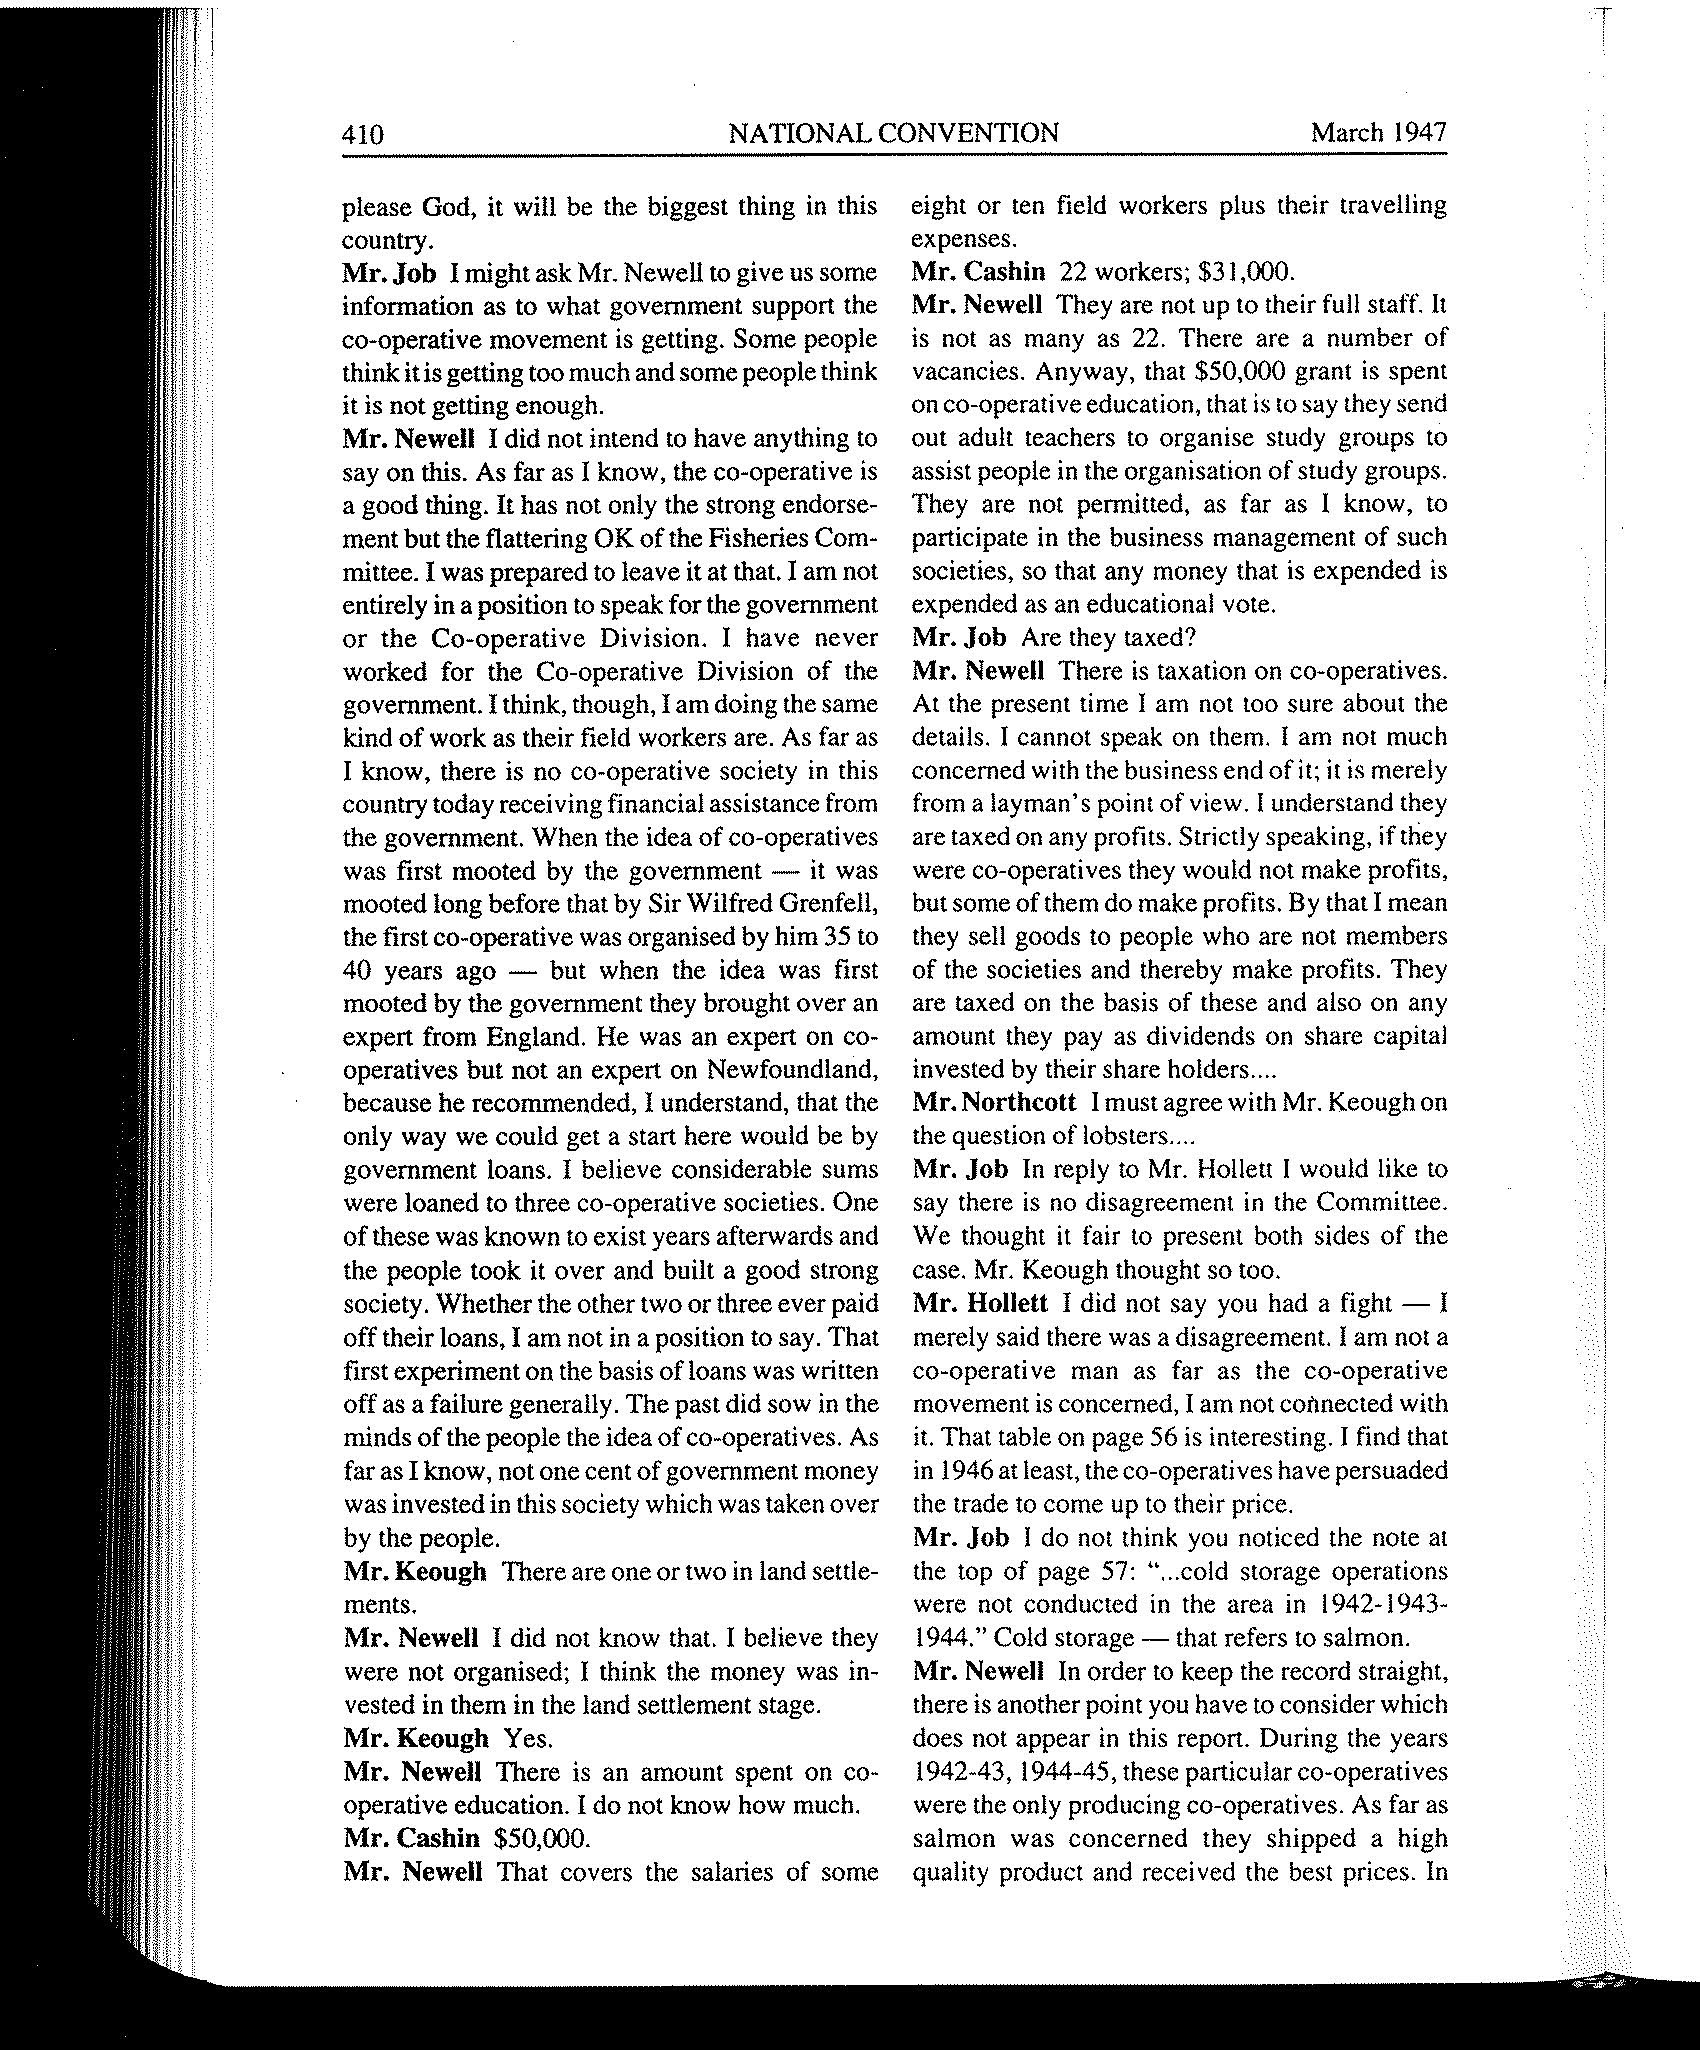 410 NATIONAL CONVENTION March 1947
please God, it will be the biggest thing in this
country.
Mr. Job I might ask Mr. Newell to give us some
information as to what government support the
co-operative movement is getting. Some people
think it is getting too much and some people think
it is not getting enough.
Mr. Newell I did not intend to have anything to
say on this. As far as I know, the co-operative is
a good thing. It has not only the strong endorse-
ment but the flattering OK of the Fisheries Com-
mittee. I was prepared to leave it at that. I am not
entirely in a position to speak for the government
or the Co-operative Division. I have never
worked for the Co-operative Division of the
government. I think, though, I am doing the same
kind of work as their field workers are. As far as
I know, there is no co-operative society in this
country today receiving financial assistance from
the government. When the idea of co-operatives
was first mooted by the government — it was
mooted long before that by Sir Wilfred Grenfell,
the first co-operative was organised by him 35 to
40 years ago — but when the idea was first
mooted by the government they brought over an
expert from England. He was an expert on co-
operatives but not an expert on Newfoundland,
because he recommended, I understand, that the
only way we could get a start here would be by
government loans. I believe considerable sums
were loaned to three co-operative societies. One
of these was known to exist years afterwards and
the people took it over and built a good strong
society. Whether the other two or three ever paid
off their loans, I am not in a position to say. That
first experiment on the basis of loans was written
off as a failure generally. The past did sow in the
minds of the people the idea of co-operatives. As
far as I know, not one cent of government money
was invested in this society which was taken over
by the people.
Mr. Keough There are one or two in land settle-
ments.
Mr. Newell I did not know that. I believe they
were not organised; I think the money was in-
vested in them in the land settlement stage.
Mr. Keough Yes.
Mr. Newell There is an amount spent on co-
operative education. I do not know how much.
Mr. Cashin $50,000.
Mr. Newell That covers the salaries of some
eight or ten field workers plus their travelling
expenses.
Mr. Cashin 22 workers; $31,000.
Mr. Newell They are not up to their full staff. It
is not as many as 22. There are a number of
vacancies. Anyway, that $50,000 grant is spent
on co-operative education, that is to say they send
out adult teachers to organise study groups to
assist people in the organisation of study groups.
They are not permitted, as far as I know, to
participate in the business management of such
societies, so that any money that is expended is
expended as an educational vote.
Mr. Job Are they taxed?
Mr. Newell There is taxation on co-operatives.
At the present time I am not too sure about the
details. I cannot speak on them. I am not much
concerned with the business end of it; it is merely
from a layman's point of view. I understand they
are taxed on any profits. Strictly speaking, if they
were co-operatives they would not make profits,
but some of them do make profits. By that I mean
they sell goods to people who are not members
of the societies and thereby make profits. They
are taxed on the basis of these and also on any
amount they pay as dividends on share capital
invested by their share holders....
Mr. Northcott I must agree with Mr. Keough on
the question of lobsters....
Mr. Job In reply to Mr. Hollett I would like to
say there is no disagreement in the Committee.
We thought it fair to present both sides of the
case. Mr. Keough thought so too.
Mr. Hollett I did not say you had a fight — I
merely said there was a disagreement. I am not a
co-operative man as far as the co-operative
movement is concerned, I am not connected with
it. That table on page 56 is interesting. I find that
in 1946 at least, the co-operatives have persuaded
the trade to come up to their price.
Mr. Job I do not think you noticed the note at
the top of page 57: "...cold storage operations
were not conducted in the area in 1942-1943-
1944." Cold storage — that refers to salmon.
Mr. Newell In order to keep the record straight,
there is another point you have to consider which
does not appear in this report. During the years
1942-43, 1944-45, these particular co-operatives
were the only producing co-operatives. As far as
salmon was concerned they shipped a high
quality product and received the best prices. In